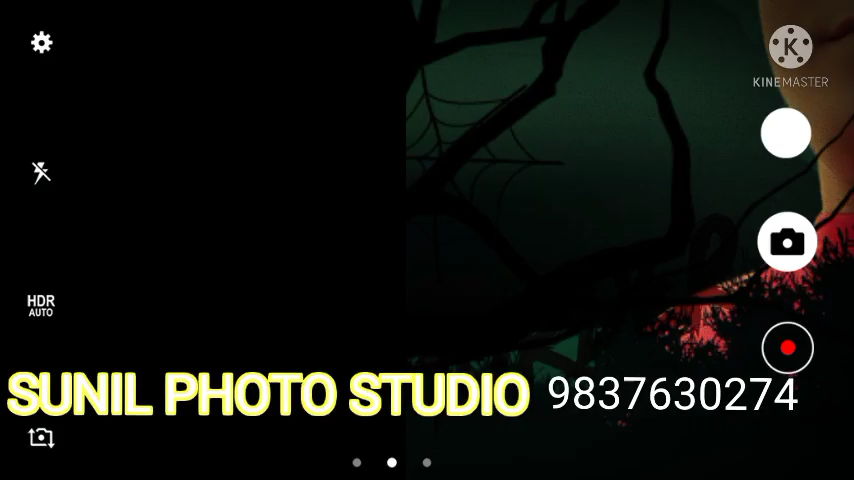 KINEMASTER
HDR
AUTO
SUNIL PHOTO STUDIO 9837630274